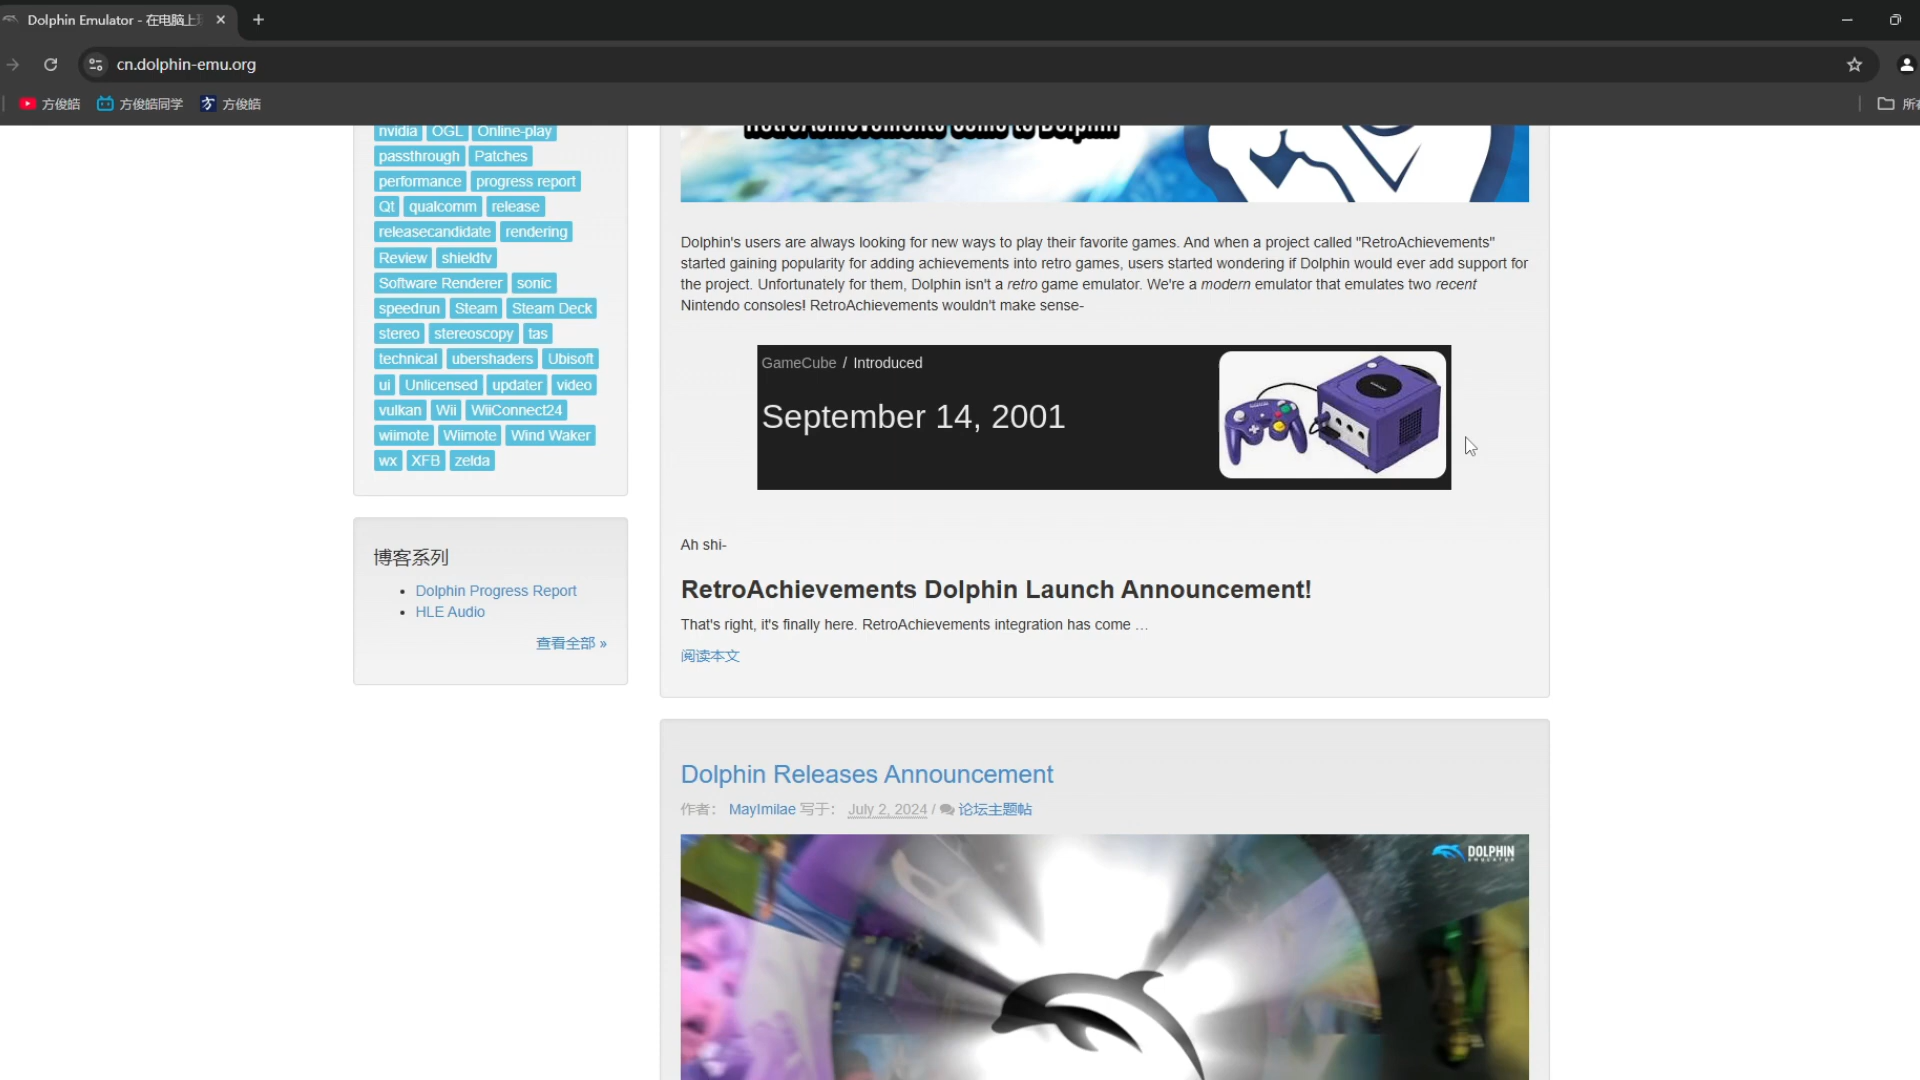 Dolphin Emulator - 在电脑上
cn.dolphin-emu.org
方俊皓
方俊皓同学
方俊皓
所有
nvidia OGL Online-play
passthrough Patches
performance progress report
Qt qualcomm release
releasecandidate rendering
Review shieldtv
Software Renderer sonic
speedrun Steam Steam Deck
stereo stereoscopy tas
technical ubershaders Ubisoft
ui Unlicensed updater video
vulkan Wii WiiConnect24
wiimote Wiimote Wind Waker
wx XFB zelda
博客系列
Dolphin Progress Report
HLE Audio
查看全部 »
RetroAchievements come to Dolphin
Dolphin's users are always looking for new ways to play their favorite games. And when a project called "RetroAchievements"
started gaining popularity for adding achievements into retro games, users started wondering if Dolphin would ever add support for
the project. Unfortunately for them, Dolphin isn't a retro game emulator. We're a modern emulator that emulates two recent
Nintendo consoles! RetroAchievements wouldn't make sense-
GameCube / Introduced
September 14, 2001
Ah shi-
RetroAchievements Dolphin Launch Announcement!
That's right, it's finally here. RetroAchievements integration has come …
阅读本文
Dolphin Releases Announcement
作者： MayImilae 写于： July 2, 2024 / 论坛主题帖
DOLPHIN
EMULATOR